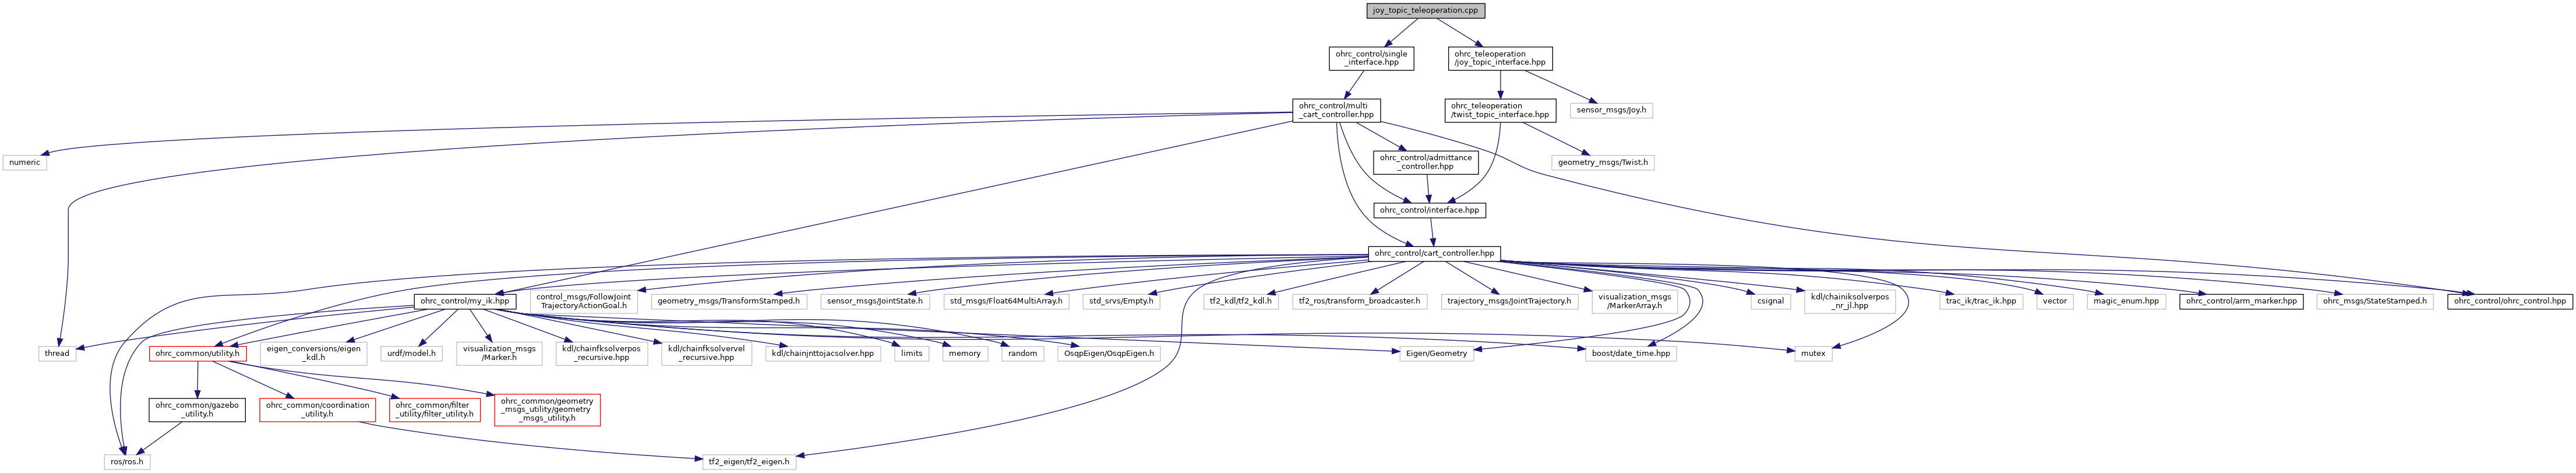 joy_topic_teleoperation.cpp
ohrc_control/single
_interface.hpp
ohrc_teleoperation
/joy_topic_interface.hpp
ohrc_control/multi
_cart_controller.hpp
ohrc_teleoperation
/twist_topic_interface.hpp
sensor_msgs/Joy.h
numeric
ohrc_control/admittance
_controller.hpp
geometry_msgs/Twist.h
ohrc_control/interface.hpp
ohrc_control/cart_controller.hpp
ohrc_control/my_ik.hpp
control_msgs/FollowJoint
TrajectoryActionGoal.h
geometry_msgs/TransformStamped.h
sensor_msgs/JointState.h
std_msgs/Float64MultiArray.h
std_srvs/Empty.h
tf2_kdl/tf2_kdl.h
tf2_ros/transform_broadcaster.h
trajectory_msgs/JointTrajectory.h
visualization_msgs
/MarkerArray.h
csignal
kdl/chainiksolverpos
_nr_jl.hpp
trac_ik/trac_ik.hpp
vector
magic_enum.hpp
ohrc_control/arm_marker.hpp
ohrc_msgs/StateStamped.h
ohrc_control/ohrc_control.hpp
thread
ohrc_common/utility.h
eigen_conversions/eigen
_kdl.h
urdf/model.h
visualization_msgs
/Marker.h
kdl/chainfksolverpos
_recursive.hpp
kdl/chainfksolvervel
_recursive.hpp
kdl/chainjnttojacsolver.hpp
limits
memory
random
OsqpEigen/OsqpEigen.h
Eigen/Geometry
boost/date_time.hpp
mutex
ohrc_common/gazebo
_utility.h
ohrc_common/coordination
_utility.h
ohrc_common/filter
_utility/filter_utility.h
ohrc_common/geometry
_msgs_utility/geometry
_msgs_utility.h
ros/ros.h
tf2_eigen/tf2_eigen.h